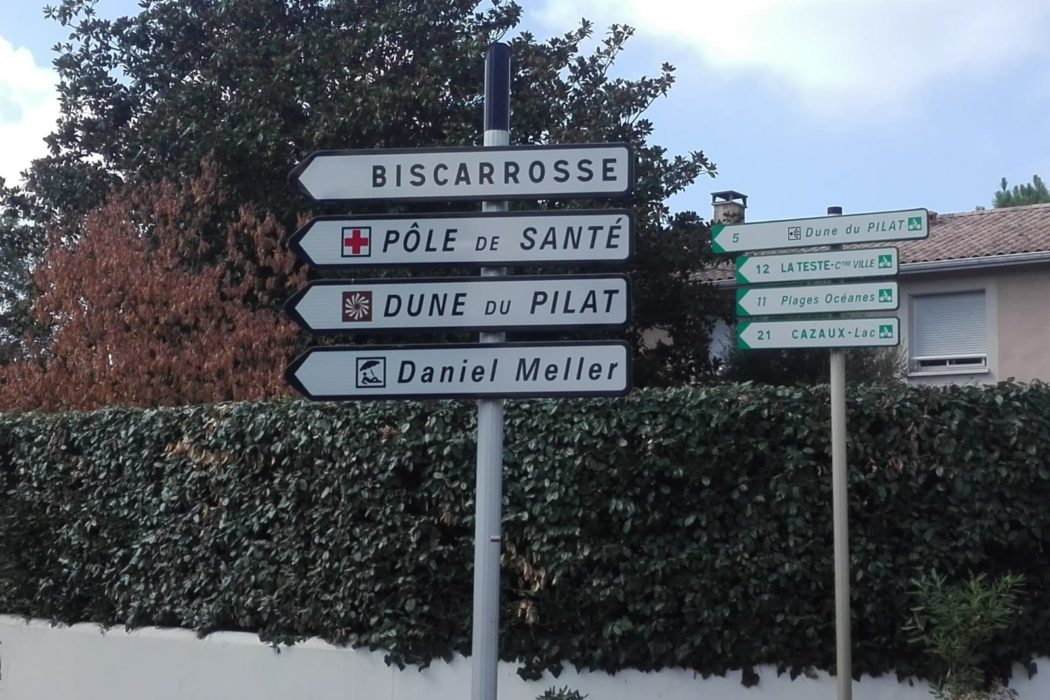 BISCARROSSE
PÔLE DE SANTÉ
DUNE DU PILAT
Daniel Meller
5 Dune du PILAT
12 LA TESTE-Ctre VILLE
11 Plages Océanes
21 CAZAUX-Lac